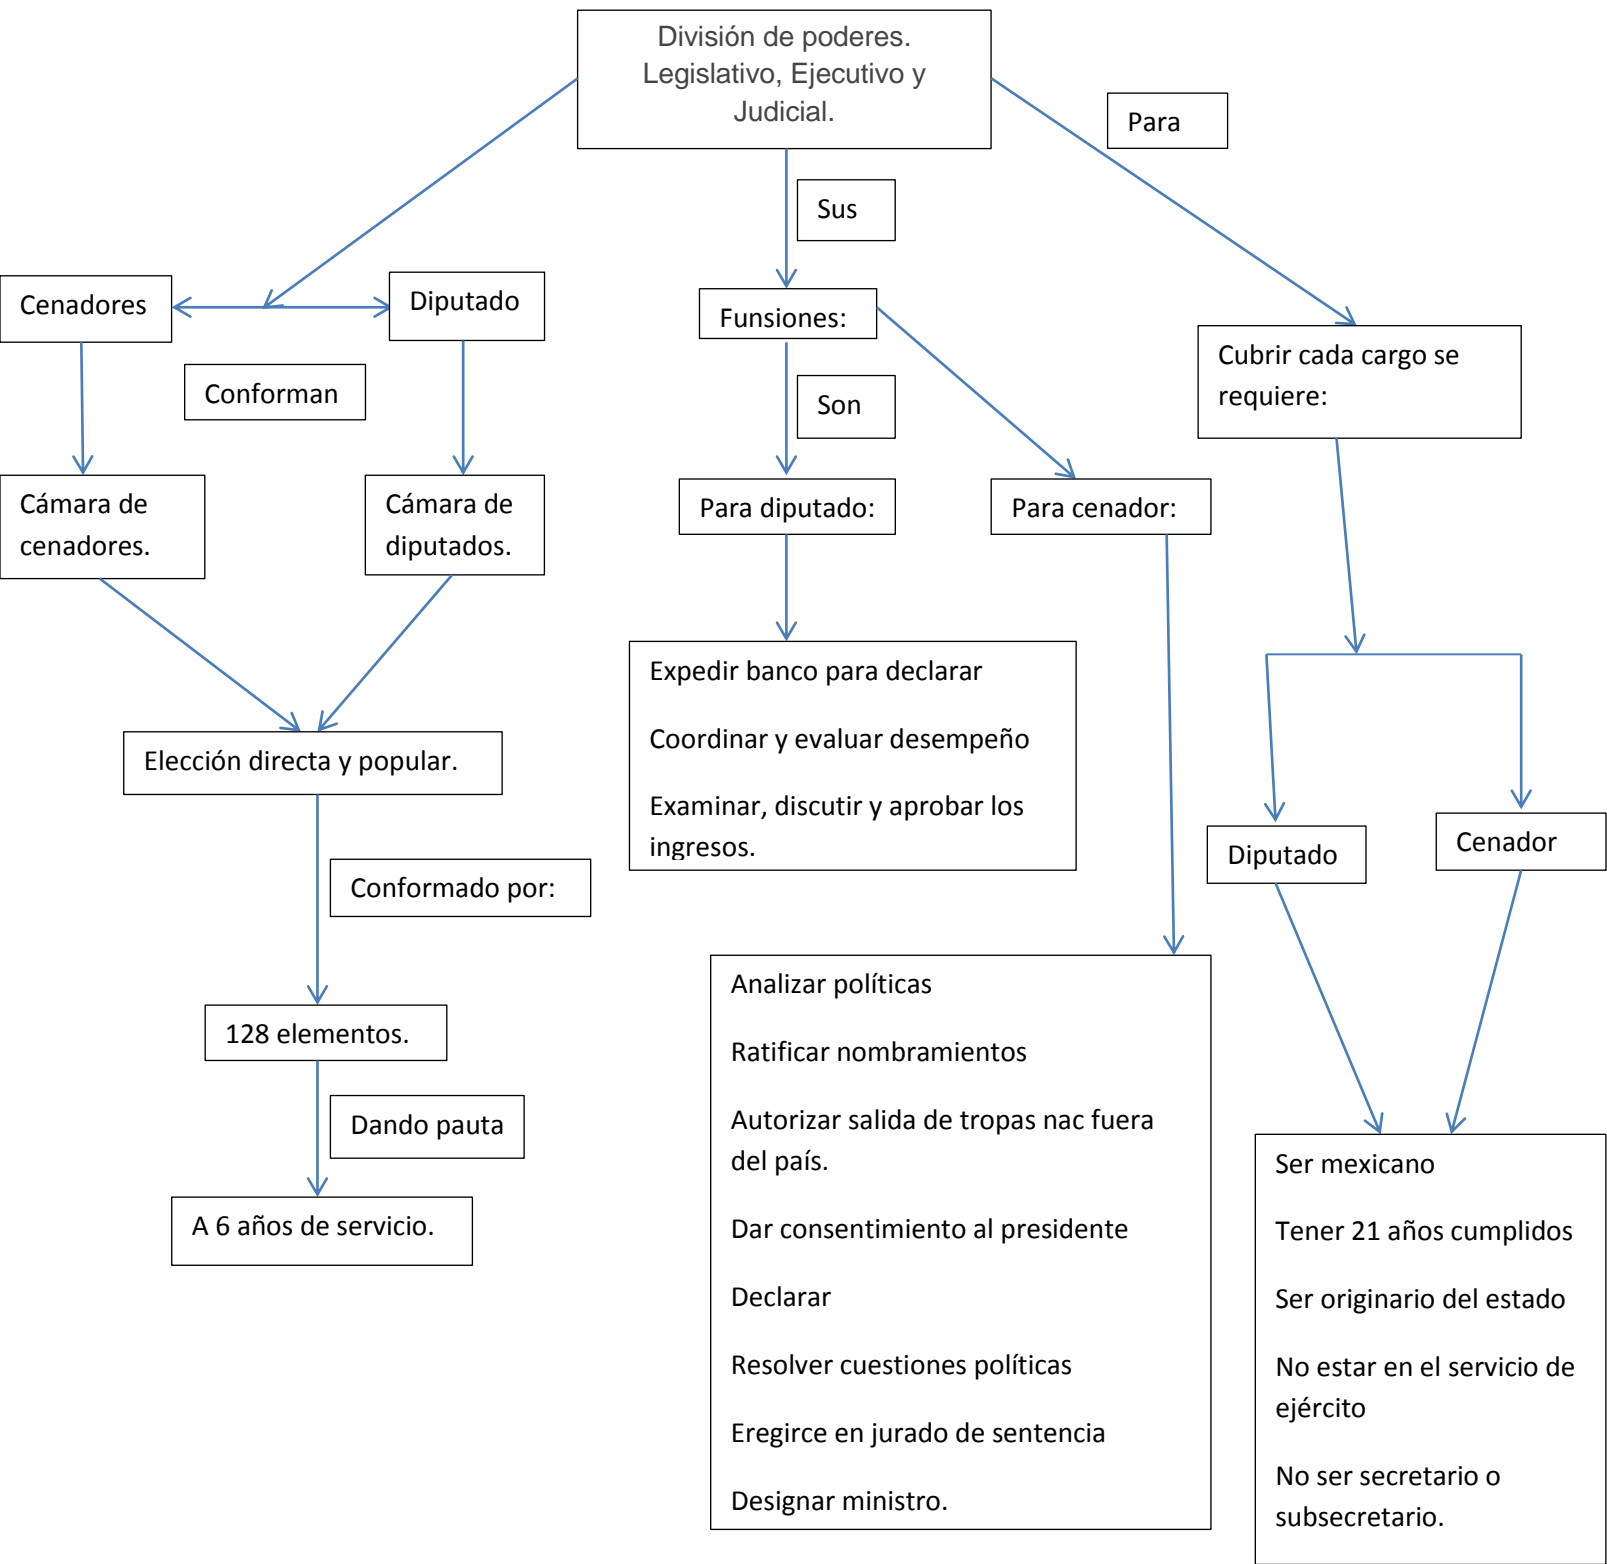 División de poderes.
Legislativo, Ejecutivo y
Judicial.
Para
Sus
Cenadores
Diputado
Funsiones:
Cubrir cada cargo se
requiere:
Conforman
Son
Cámara de
cenadores.
Cámara de
diputados.
Para diputado:
Para cenador:
Expedir banco para declarar
Coordinar y evaluar desempeño
Examinar, discutir y aprobar los
ingresos.
Elección directa y popular.
Conformado por:
128 elementos.
Dando pauta
A 6 años de servicio.
Diputado
Cenador
Analizar políticas
Ratificar nombramientos
Autorizar salida de tropas nac fuera
del país.
Dar consentimiento al presidente
Declarar
Resolver cuestiones políticas
Eregirce en jurado de sentencia
Designar ministro.
Ser mexicano
Tener 21 años cumplidos
Ser originario del estado
No estar en el servicio de
ejército
No ser secretario o
subsecretario.